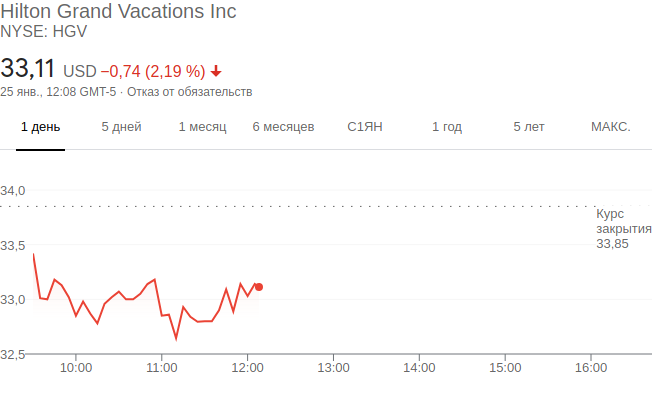 Hilton Grand Vacations Inc
NYSE: HGV
33,11 USD −0,74 (2,19 %)
25 янв., 12:08 GMT-5 · Отказ от обязательств
1 день 5 дней 1 месяц 6 месяцев С1ЯН 1 год 5 лет МАКС.
34,0
Курс
закрытия
33,85
33,5
33,0
32,5
10:00 11:00 12:00 13:00 14:00 15:00 16:00